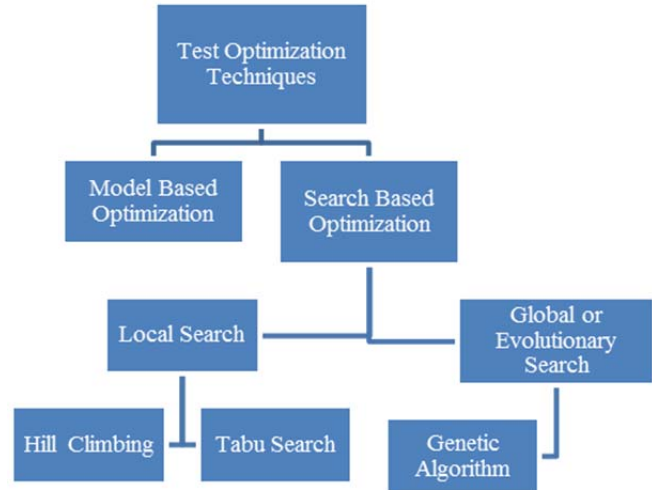 Test Optimization
Techniques
Model Based
Optimization
Search Based
Optimization
Local Search
Global or
Evolutionary
Search
Hill Climbing
Tabu Search
Genetic
Algorithm